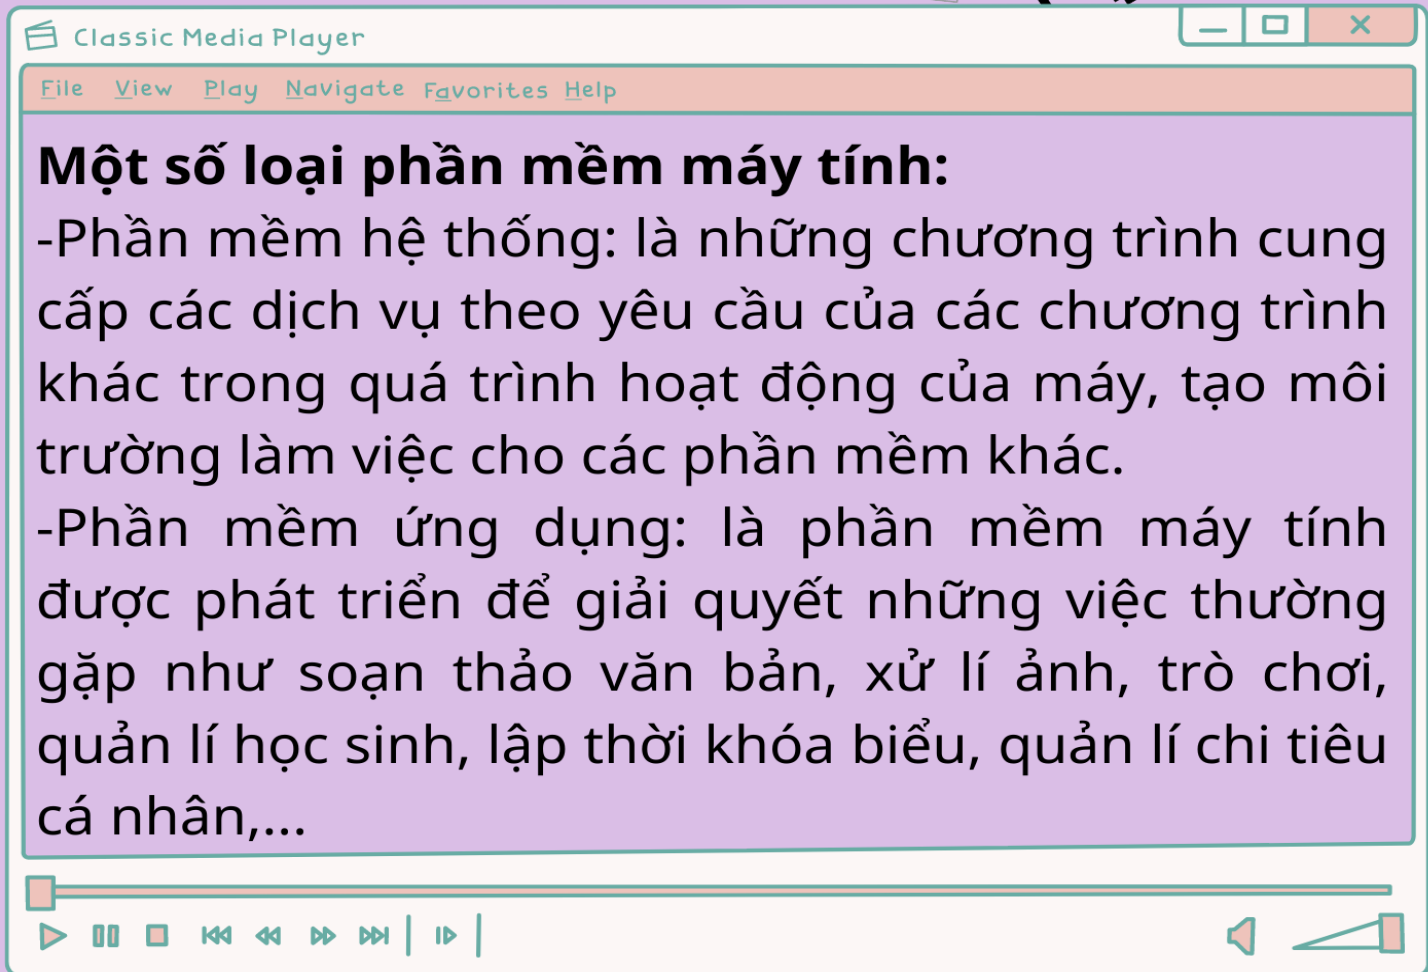 Classic Media Player
File View Play Navigate Favorites Help
Một số loại phần mềm máy tính:
-Phần mềm hệ thống: là những chương trình cung
cấp các dịch vụ theo yêu cầu của các chương trình
khác trong quá trình hoạt động của máy, tạo môi
trường làm việc cho các phần mềm khác.
-Phần mềm ứng dụng: là phần mềm máy tính
được phát triển để giải quyết những việc thường
gặp như soạn thảo văn bản, xử lí ảnh, trò chơi,
quản lí học sinh, lập thời khóa biểu, quản lí chi tiêu
cá nhân,...